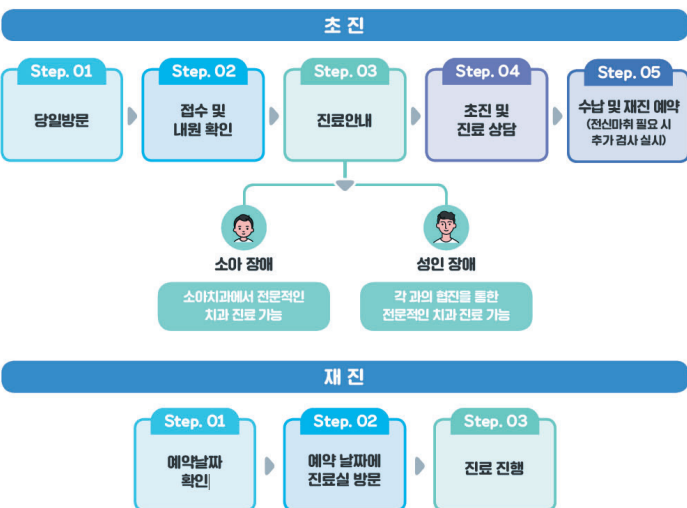 초 진
Step. 01
당일방문
Step. 02
접수 및
내원 확인
Step. 03
진료안내
Step. 04
초진 및
진료 상담
Step. 05
수납 및 재진 예약
(전신마취 필요 시
추가 검사 실시)
소아 장애
소아치과에서 전문적인
치과 진료 가능
성인 장애
각 과의 협진을 통한
전문적인 치과 진료 가능
재 진
Step. 01
예약날짜
확인
Step. 02
예약 날짜에
진료실 방문
Step. 03
진료 진행